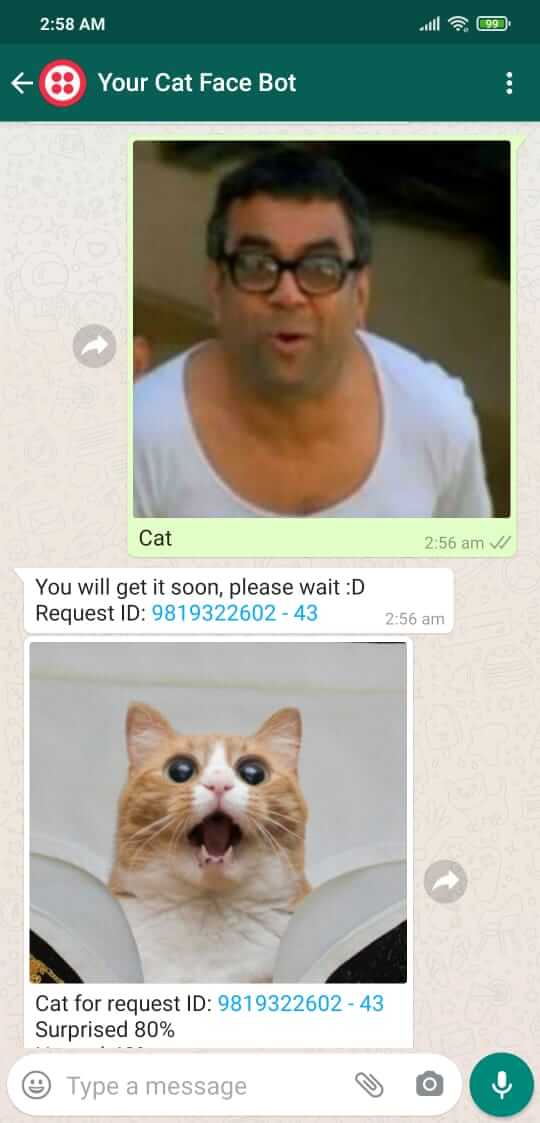 2:58 AM
99
Your Cat Face Bot
Cat
2:56 am
You will get it soon, please wait :D
Request ID: 9819322602 - 43
2:56 am
Cat for request ID: 9819322602 - 43
Surprised 80%
Type a message